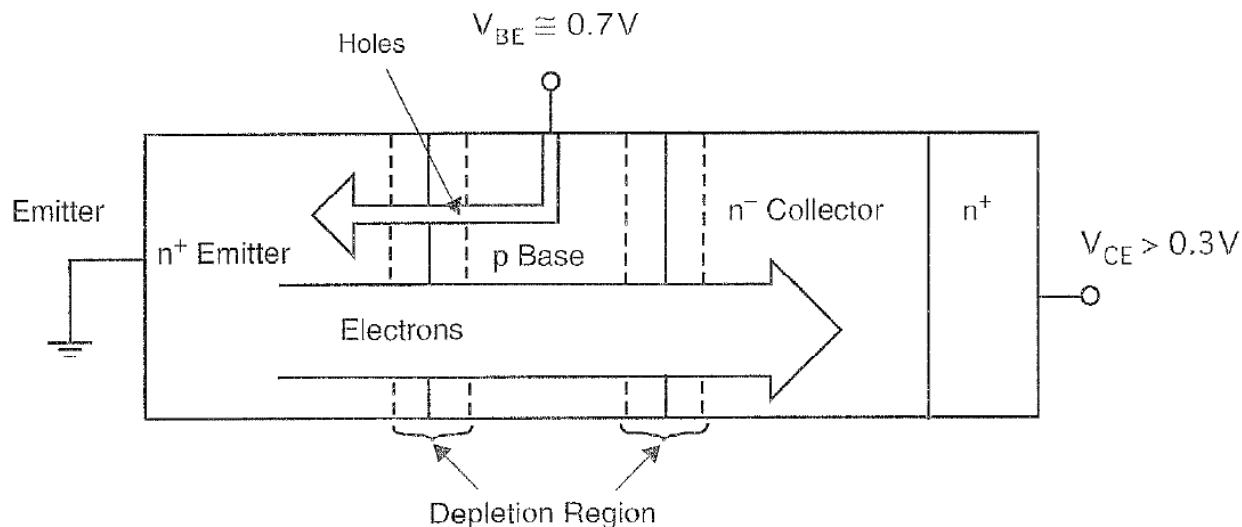 V_BE ≅ 0.7V
Holes
Emitter
n⁺ Emitter
p Base
n⁻ Collector
n⁺
V_CE > 0.3V
Electrons
Depletion Region